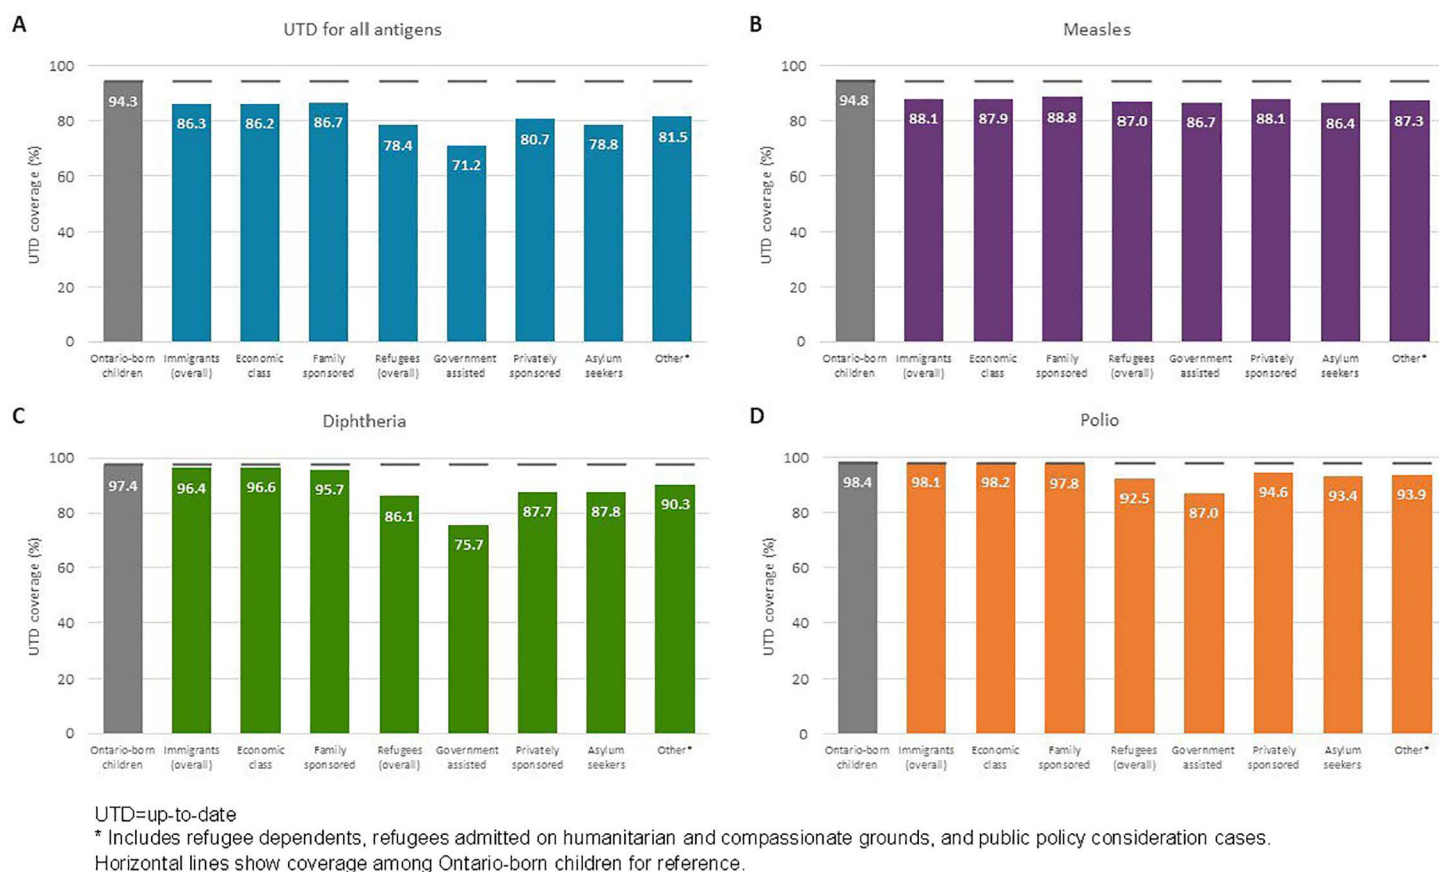 A
UTD for all antigens
UTD coverage (%)
100
80
60
40
20
0
94.3
86.3
86.2
86.7
78.4
71.2
80.7
78.8
81.5
Ontario-born
children
Immigrants
(overall)
Economic
class
Family
sponsored
Refugees
(overall)
Government
assisted
Privately
sponsored
Asylum
seekers
Other*
B
Measles
UTD coverage (%)
100
80
60
40
20
0
94.8
88.1
87.9
88.8
87.0
86.7
88.1
86.4
87.3
Ontario-born
children
Immigrants
(overall)
Economic
class
Family
sponsored
Refugees
(overall)
Government
assisted
Privately
sponsored
Asylum
seekers
Other*
C
Diphtheria
UTD coverage (%)
100
80
60
40
20
0
97.4
96.4
96.6
95.7
86.1
75.7
87.7
87.8
90.3
Ontario-born
children
Immigrants
(overall)
Economic
class
Family
sponsored
Refugees
(overall)
Government
assisted
Privately
sponsored
Asylum
seekers
Other*
D
Polio
UTD coverage (%)
100
80
60
40
20
0
98.4
98.1
98.2
97.8
92.5
87.0
94.6
93.4
93.9
Ontario-born
children
Immigrants
(overall)
Economic
class
Family
sponsored
Refugees
(overall)
Government
assisted
Privately
sponsored
Asylum
seekers
Other*
UTD=up-to-date
* Includes refugee dependents, refugees admitted on humanitarian and compassionate grounds, and public policy consideration cases.
Horizontal lines show coverage among Ontario-born children for reference.